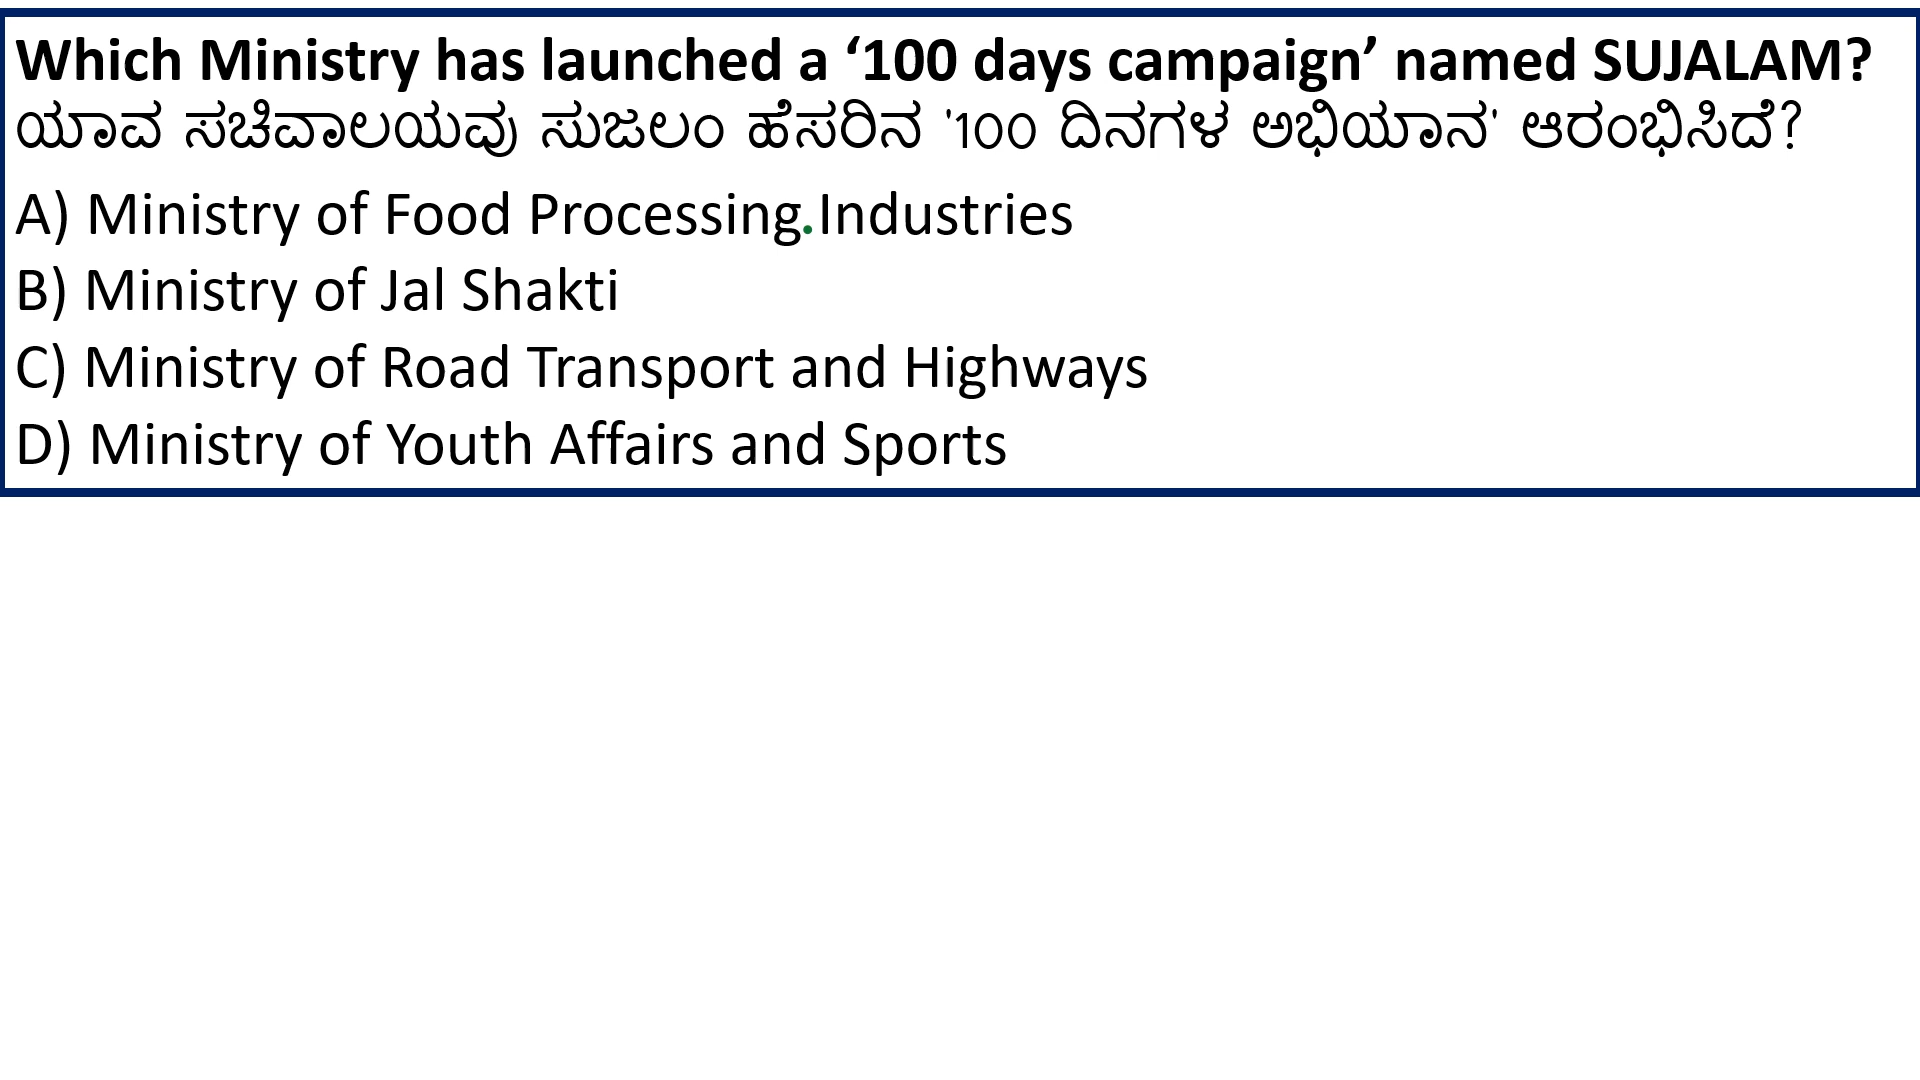 Which Ministry has launched a ‘100 days campaign’ named SUJALAM?
ಯಾವ ಸಚಿವಾಲಯವು ಸುಜಲಂ ಹೆಸರಿನ '100 ದಿನಗಳ ಅಭಿಯಾನ' ಆರಂಭಿಸಿದೆ?
A) Ministry of Food Processing.Industries
B) Ministry of Jal Shakti
C) Ministry of Road Transport and Highways
D) Ministry of Youth Affairs and Sports